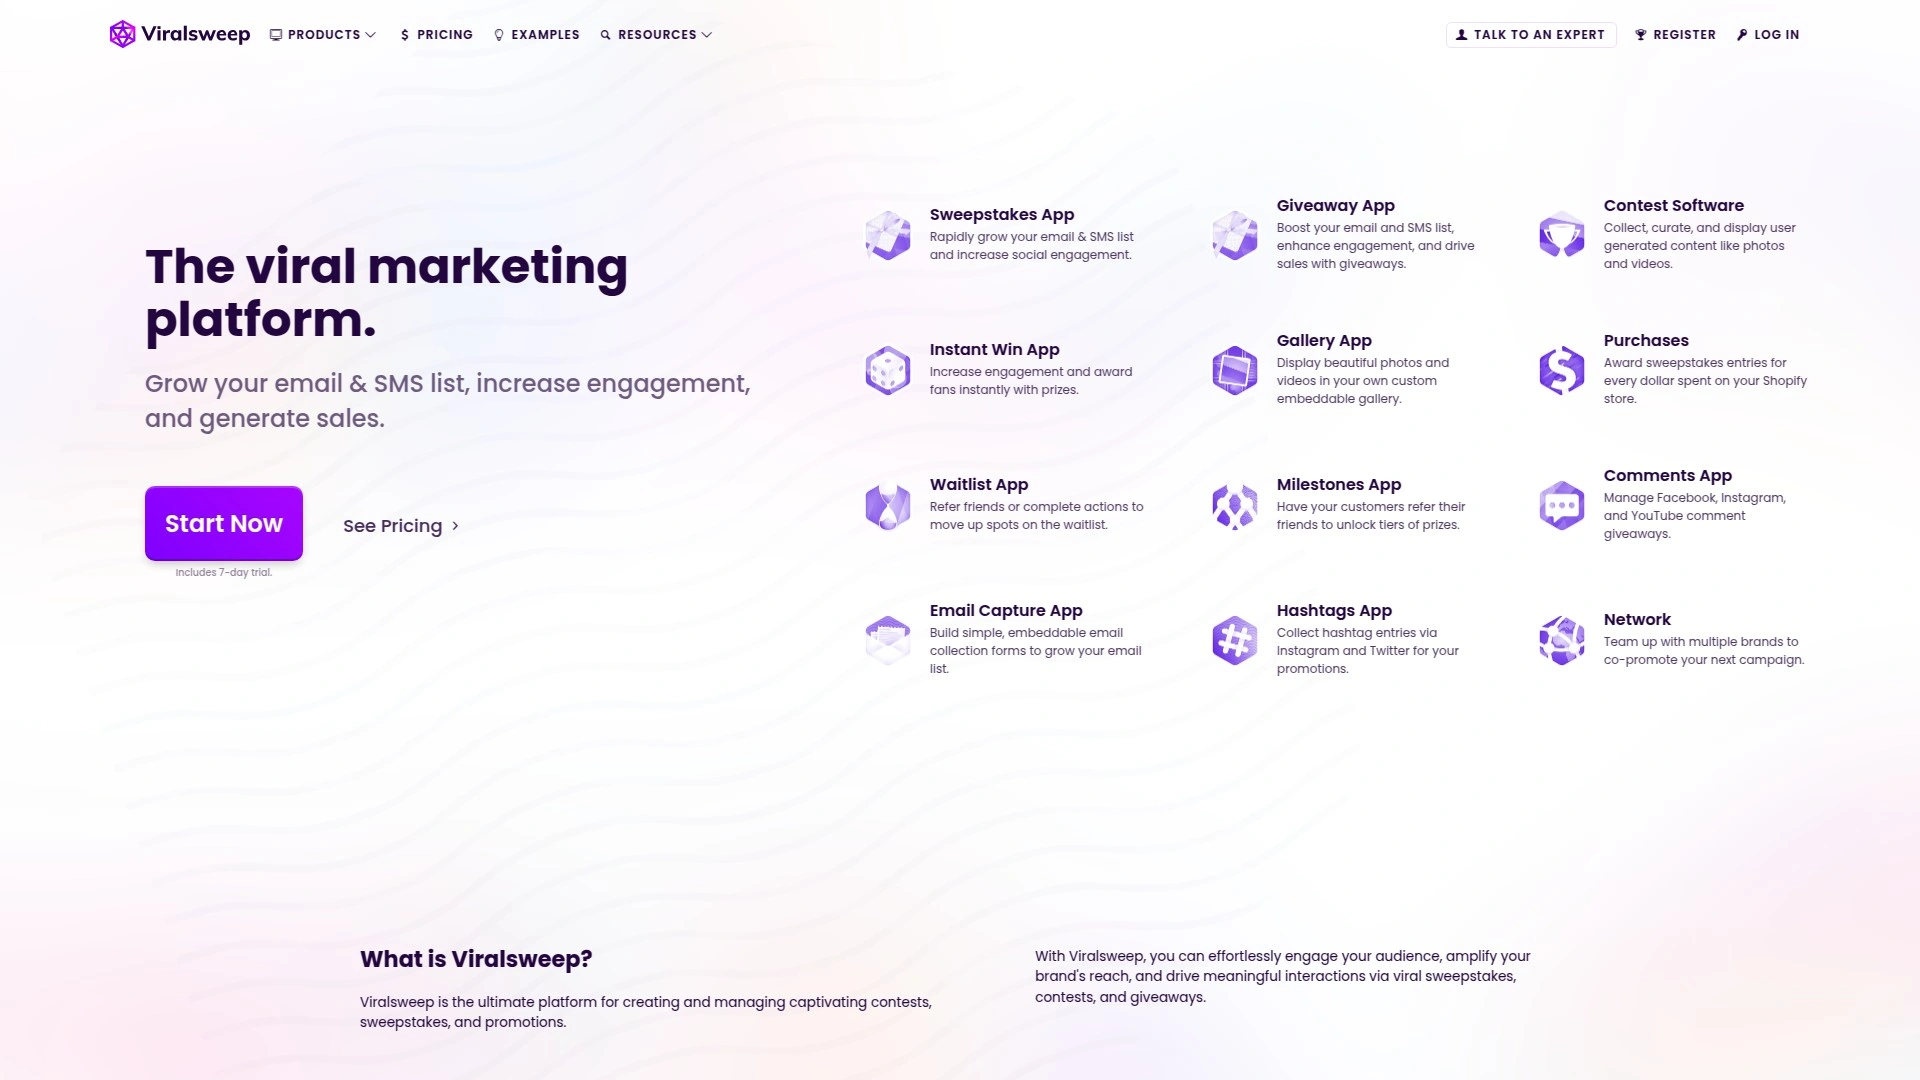 Viralsweep
PRODUCTS
PRICING
EXAMPLES
RESOURCES
TALK TO AN EXPERT
REGISTER
LOG IN
The viral marketing
platform.
Grow your email & SMS list, increase engagement,
and generate sales.
Start Now
See Pricing
Includes 7-day trial.
Sweepstakes App
Rapidly grow your email & SMS list
and increase social engagement.
Giveaway App
Boost your email and SMS list,
enhance engagement, and drive
sales with giveaways.
Contest Software
Collect, curate, and display user
generated content like photos
and videos.
Instant Win App
Increase engagement and award
fans instantly with prizes.
Gallery App
Display beautiful photos and
videos in your own custom
embeddable gallery.
Purchases
Award sweepstakes entries for
every dollar spent on your Shopify
store.
Waitlist App
Refer friends or complete actions to
move up spots on the waitlist.
Milestones App
Have your customers refer their
friends to unlock tiers of prizes.
Comments App
Manage Facebook, Instagram,
and YouTube comment
giveaways.
Email Capture App
Build simple, embeddable email
collection forms to grow your email
list.
Hashtags App
Collect hashtag entries via
Instagram and Twitter for your
promotions.
Network
Team up with multiple brands to
co-promote your next campaign.
What is Viralsweep?
Viralsweep is the ultimate platform for creating and managing captivating contests,
sweepstakes, and promotions.
With Viralsweep, you can effortlessly engage your audience, amplify your
brand's reach, and drive meaningful interactions via viral sweepstakes,
contests, and giveaways.